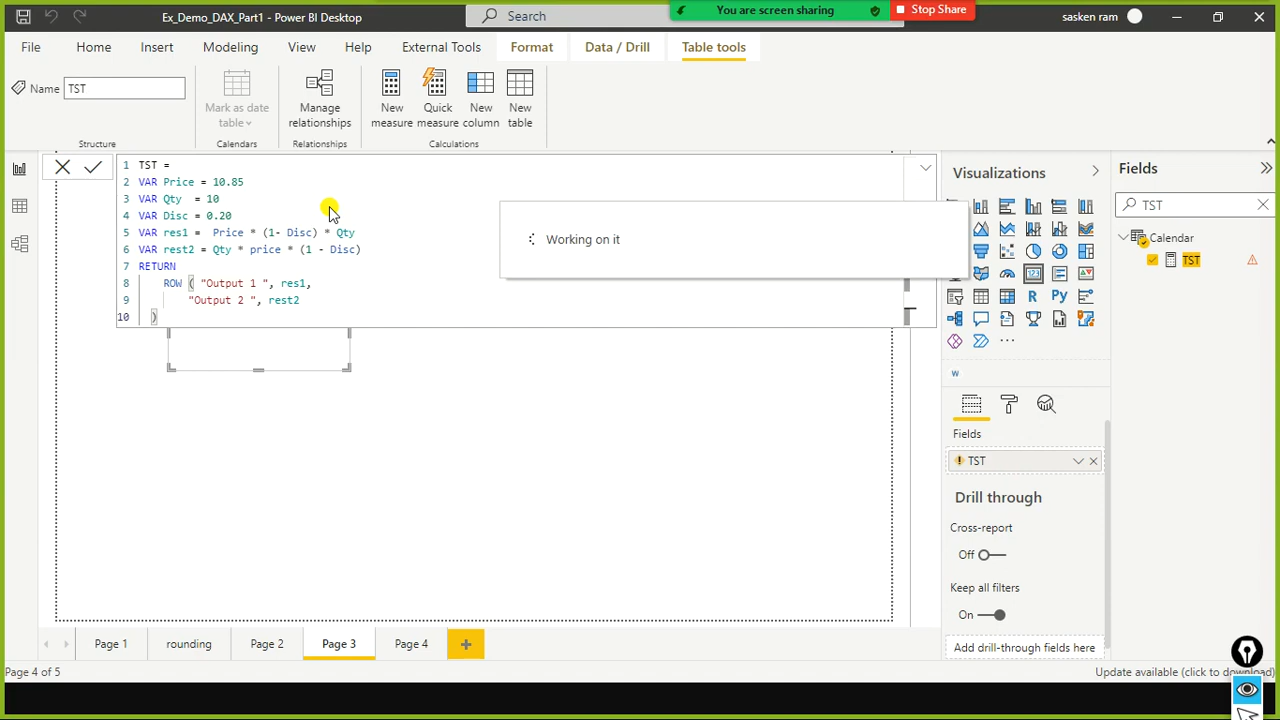 Ex_Demo_DAX_Part1 - Power BI Desktop
Search
You are screen sharing
Stop Share
sasken ram
File
Home
Insert
Modeling
View
Help
External Tools
Format
Data / Drill
Table tools
Name
TST
Mark as date
table
Manage
relationships
New
measure
Quick
measure
New
column
New
table
Structure
Calendars
Relationships
Calculations
1 TST =
2 VAR Price = 10.85
3 VAR Qty  = 10
4 VAR Disc = 0.20
5 VAR res1 =  Price * (1- Disc) * Qty
6 VAR rest2 = Qty * price * (1 - Disc)
7 RETURN
8 ROW ( "Output 1 ", res1,
9 "Output 2 ", rest2
10 )
Working on it
Visualizations
123
R
Py
W
Fields
TST
Drill through
Cross-report
Off
Keep all filters
On
Add drill-through fields here
Fields
TST
Calendar
TST
Page 1
rounding
Page 2
Page 3
Page 4
Page 4 of 5
Update available (click to download)